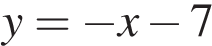 y = −x − 7